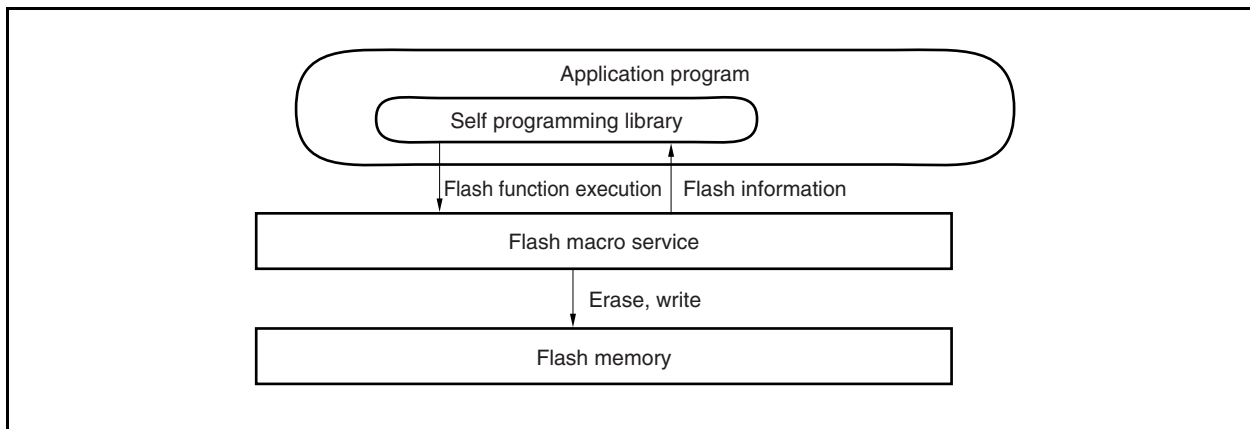 Application program
Self programming library
Flash function execution
Flash information
Flash macro service
Erase, write
Flash memory